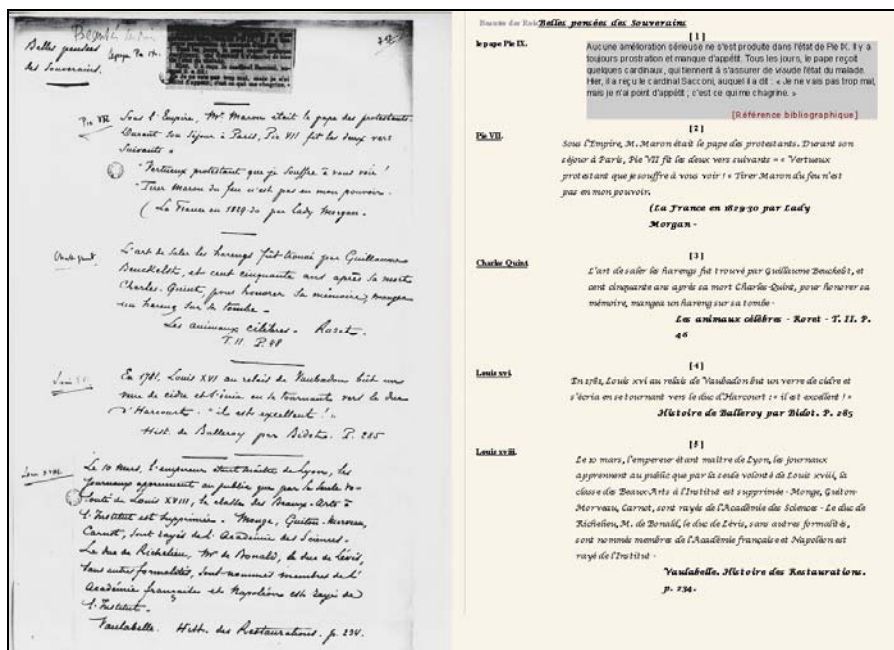 Beauté des Rois
Belles pensées
des Souverains.
le pape Pie IX.
Pie VII.
Sous l'Empire, Mr. Maron était le pape des protestants.
Durant son séjour à Paris, Pie VII fit les deux vers
suivants =
"Vertueux protestant que je souffre à vous voir !
"Tirer Maron du feu n'est pas en mon pouvoir.
( La France en 1829-30 par Lady Morgan.
Charles Quint.
L'art de saler les harengs fût trouvé par Guillaume
Beuckelst, et cent cinquante ans après sa mort
Charles-Quint, pour honorer sa mémoire, mangea
un hareng sur sa tombe -
Les animaux célèbres - Roret -
T. II. P. 48
Louis XVI.
En 1781. Louis XVI au relais de Vaubadon bût un
verre de cidre et s'écria en se tournant vers le duc
d'Harcourt : "il est excellent !"
Hist. de Balleroy par Bidot. P. 285
Louis XVIII.
Le 10 Mars, l'empereur étant maître de Lyon, les
journaux apprennent au public que par la seule vo-
lonté de Louis XVIII, la classe des Beaux-Arts à
l'Institut est supprimée - Monge, Guiton-Morveau,
Carnot, sont rayés de l'Académie des Sciences -
Le duc de Richelieu, Mr de Bonald, le duc de Lévis,
sans autres formalités, sont nommés membres de l'
Académie française et Napoléon est rayé de
l'Institut -
Vaulabelle. Hist. des Restaurations. p. 234.
Beauté des Rois Belles pensées des Souverains
[1]
le pape Pie IX.
Aucune amélioration sérieuse ne s'est produite dans l'état de Pie IX. Il y a
toujours prostration et manque d'appétit. Tous les jours, le pape reçoit
quelques cardinaux, qui tiennent à s'assurer de visu de l'état du malade.
Hier, il a reçu le cardinal Sacconi, auquel il a dit : « Je ne vais pas trop mal,
mais je n'ai point d'appétit ; c'est ce qui me chagrine. »
[Référence bibliographique]
[2]
Pie VII.
Sous l'Empire, M. Maron était le pape des protestants. Durant son
séjour à Paris, Pie VII fit les deux vers suivants = « Vertueux
protestant que je souffre à vous voir ! « Tirer Maron du feu n'est
pas en mon pouvoir.
(La France en 1829-30 par Lady
Morgan -
[3]
Charles Quint.
L'art de saler les harengs fut trouvé par Guillaume Beuckelst, et
cent cinquante ans après sa mort Charles-Quint, pour honorer sa
mémoire, mangea un hareng sur sa tombe -
Les animaux célèbres - Roret - T. II. P.
46
[4]
Louis xvi.
En 1781, Louis xvi au relais de Vaubadon but un verre de cidre et
s'écria en se tournant vers le duc d'Harcourt : « il est excellent ! »
Histoire de Balleroy par Bidot. P. 285
[5]
Louis xviii.
Le 10 mars, l'empereur étant maître de Lyon, les journaux
apprennent au public que par la seule volonté de Louis xviii, la
classe des Beaux Arts à l'Institut est supprimée - Monge, Guiton-
Morveau, Carnot, sont rayés de l'Académie des Sciences - Le duc de
Richelieu, M. de Bonald, le duc de Lévis, sans autres formalités,
sont nommés membres de l'Académie française et Napoléon est
rayé de l'Institut -
Vaulabelle. Histoire des Restaurations.
p. 234.